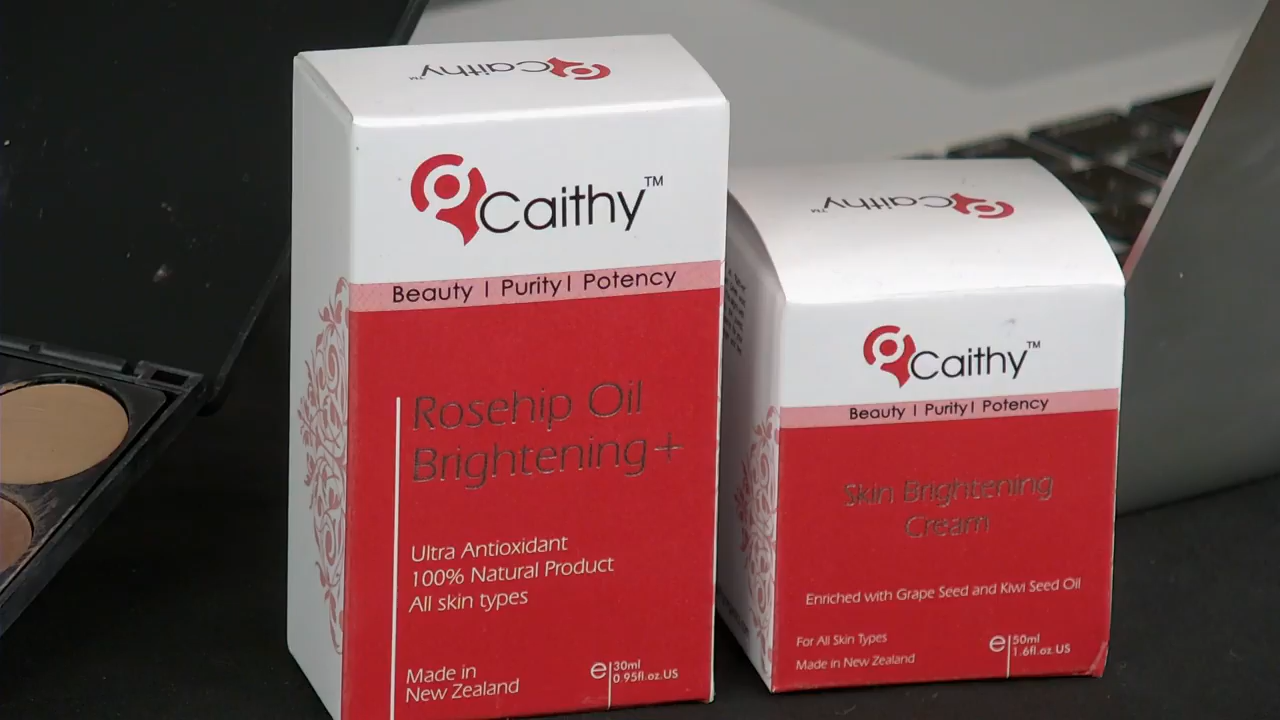 Caithy™
Caithy™
Beauty | Purity | Potency
Rosehip Oil
Brightening+
Ultra Antioxidant
100% Natural Product
All skin types
Made in
New Zealand
e 30ml
0.95fl.oz.US
Caithy™
Caithy™
Beauty | Purity | Potency
Skin Brightening
Cream
Enriched with Grape Seed and Kiwi Seed Oil
For All Skin Types
Made in New Zealand
e 50ml
1.6fl.oz.US